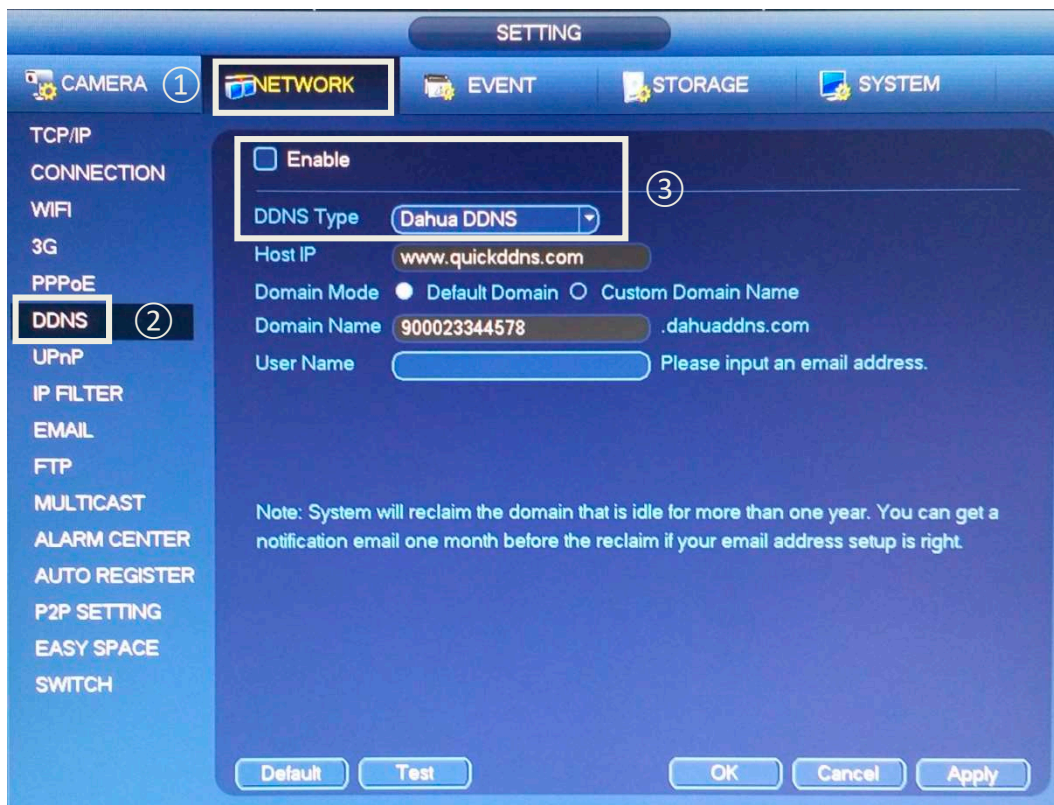 SETTING
CAMERA ① NETWORK EVENT STORAGE SYSTEM
TCP/IP
CONNECTION
WIFI
3G
PPPoE
DDNS ②
UPnP
IP FILTER
EMAIL
FTP
MULTICAST
ALARM CENTER
AUTO REGISTER
P2P SETTING
EASY SPACE
SWITCH
Enable
③
DDNS Type Dahua DDNS
Host IP www.quickddns.com
Domain Mode Default Domain Custom Domain Name
Domain Name 900023344578 .dahuaddns.com
User Name Please input an email address.
Note: System will reclaim the domain that is idle for more than one year. You can get a
notification email one month before the reclaim if your email address setup is right.
Default Test OK Cancel Apply